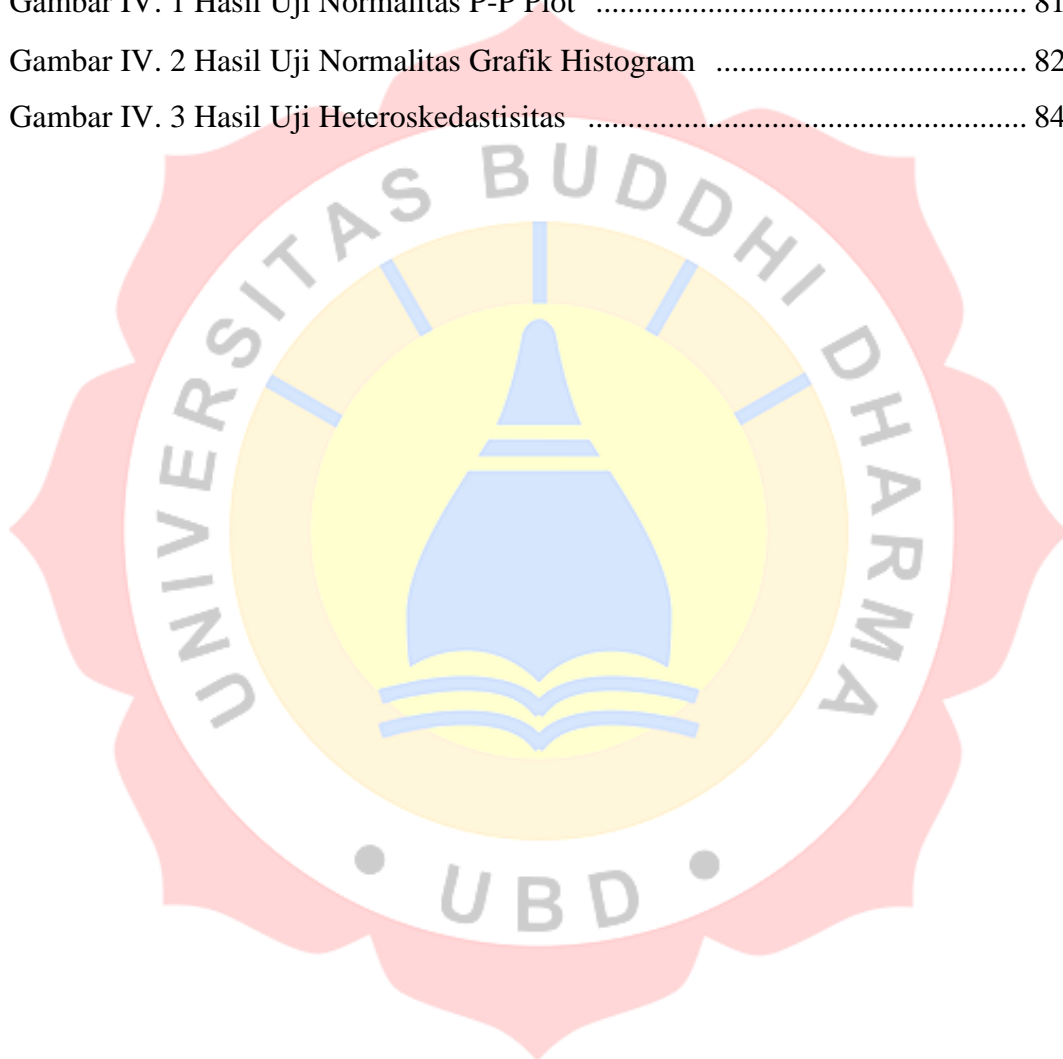 Gambar IV. 1 Hasil Uji Normalitas P-P Plot ........................................................ 81
Gambar IV. 2 Hasil Uji Normalitas Grafik Histogram ...................................... 82
Gambar IV. 3 Hasil Uji Heteroskedastisitas ...................................................... 84
UNIVERSITAS BUDDHI DHARMA
• UBD •